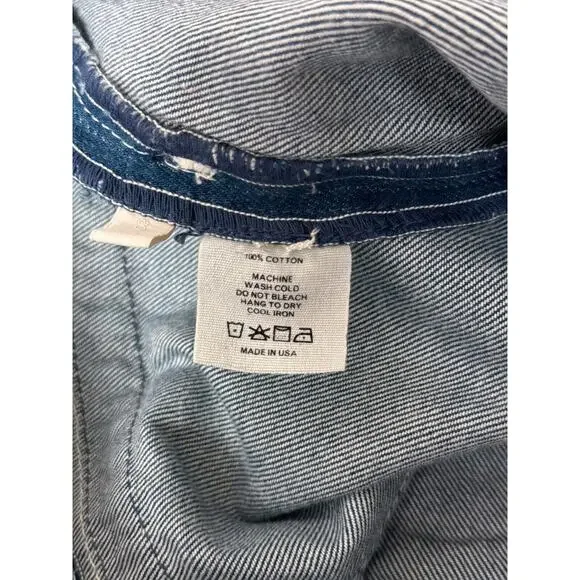 100% COTTON
MACHINE
WASH COLD
DO NOT BLEACH
HANG TO DRY
COOL IRON
MADE IN USA